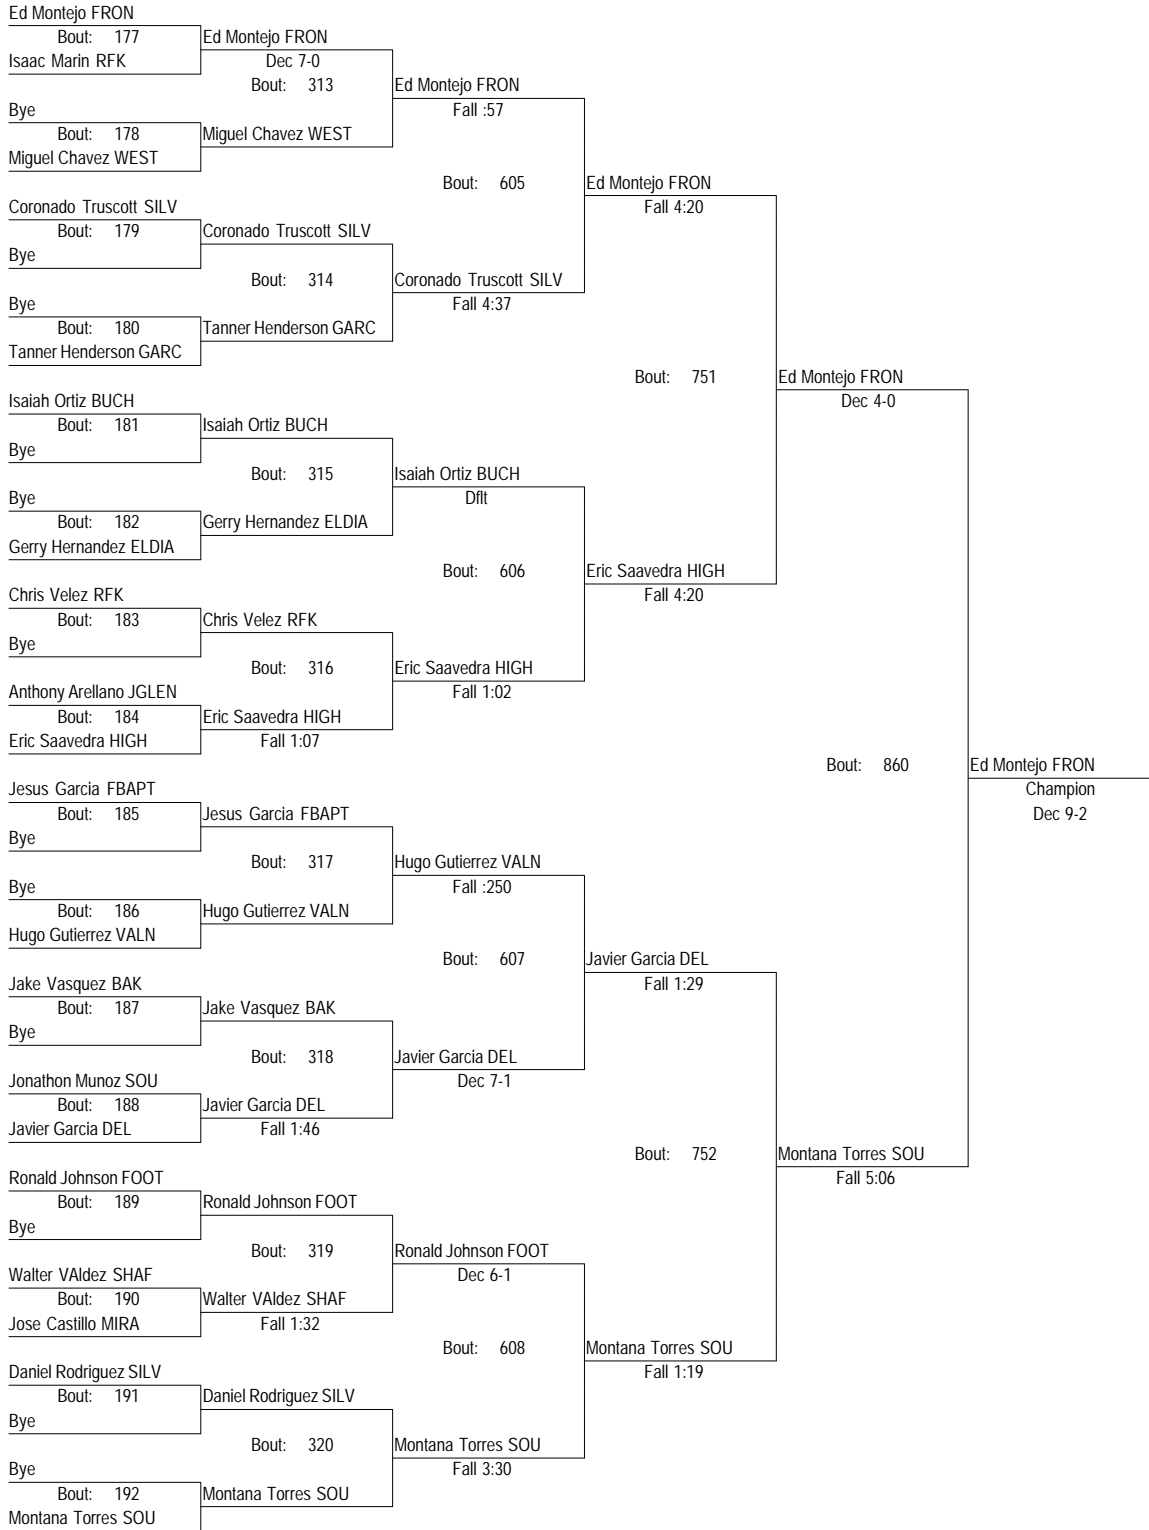 Ed Montejo FRON
Bout: 177
Ed Montejo FRON
Isaac Marin RFK
Dec 7-0
Bout: 313
Ed Montejo FRON
Bye
Fall :57
Bout: 178
Miguel Chavez WEST
Miguel Chavez WEST
Bout: 605
Ed Montejo FRON
Coronado Truscott SILV
Fall 4:20
Bout: 179
Coronado Truscott SILV
Bye
Bout: 314
Coronado Truscott SILV
Bye
Fall 4:37
Bout: 180
Tanner Henderson GARC
Tanner Henderson GARC
Bout: 751
Ed Montejo FRON
Isaiah Ortiz BUCH
Dec 4-0
Bout: 181
Isaiah Ortiz BUCH
Bye
Bout: 315
Isaiah Ortiz BUCH
Bye
Dflt
Bout: 182
Gerry Hernandez ELDIA
Gerry Hernandez ELDIA
Bout: 606
Eric Saavedra HIGH
Chris Velez RFK
Fall 4:20
Bout: 183
Chris Velez RFK
Bye
Bout: 316
Eric Saavedra HIGH
Anthony Arellano JGLEN
Fall 1:02
Bout: 184
Eric Saavedra HIGH
Eric Saavedra HIGH
Fall 1:07
Bout: 860
Ed Montejo FRON
Jesus Garcia FBAPT
Champion
Bout: 185
Jesus Garcia FBAPT
Dec 9-2
Bye
Bout: 317
Hugo Gutierrez VALN
Bye
Fall :250
Bout: 186
Hugo Gutierrez VALN
Hugo Gutierrez VALN
Bout: 607
Javier Garcia DEL
Jake Vasquez BAK
Fall 1:29
Bout: 187
Jake Vasquez BAK
Bye
Bout: 318
Javier Garcia DEL
Jonathon Munoz SOU
Dec 7-1
Bout: 188
Javier Garcia DEL
Javier Garcia DEL
Fall 1:46
Bout: 752
Montana Torres SOU
Ronald Johnson FOOT
Fall 5:06
Bout: 189
Ronald Johnson FOOT
Bye
Bout: 319
Ronald Johnson FOOT
Walter VAldez SHAF
Dec 6-1
Bout: 190
Walter VAldez SHAF
Jose Castillo MIRA
Fall 1:32
Bout: 608
Montana Torres SOU
Daniel Rodriguez SILV
Fall 1:19
Bout: 191
Daniel Rodriguez SILV
Bye
Bout: 320
Montana Torres SOU
Bye
Fall 3:30
Bout: 192
Montana Torres SOU
Montana Torres SOU